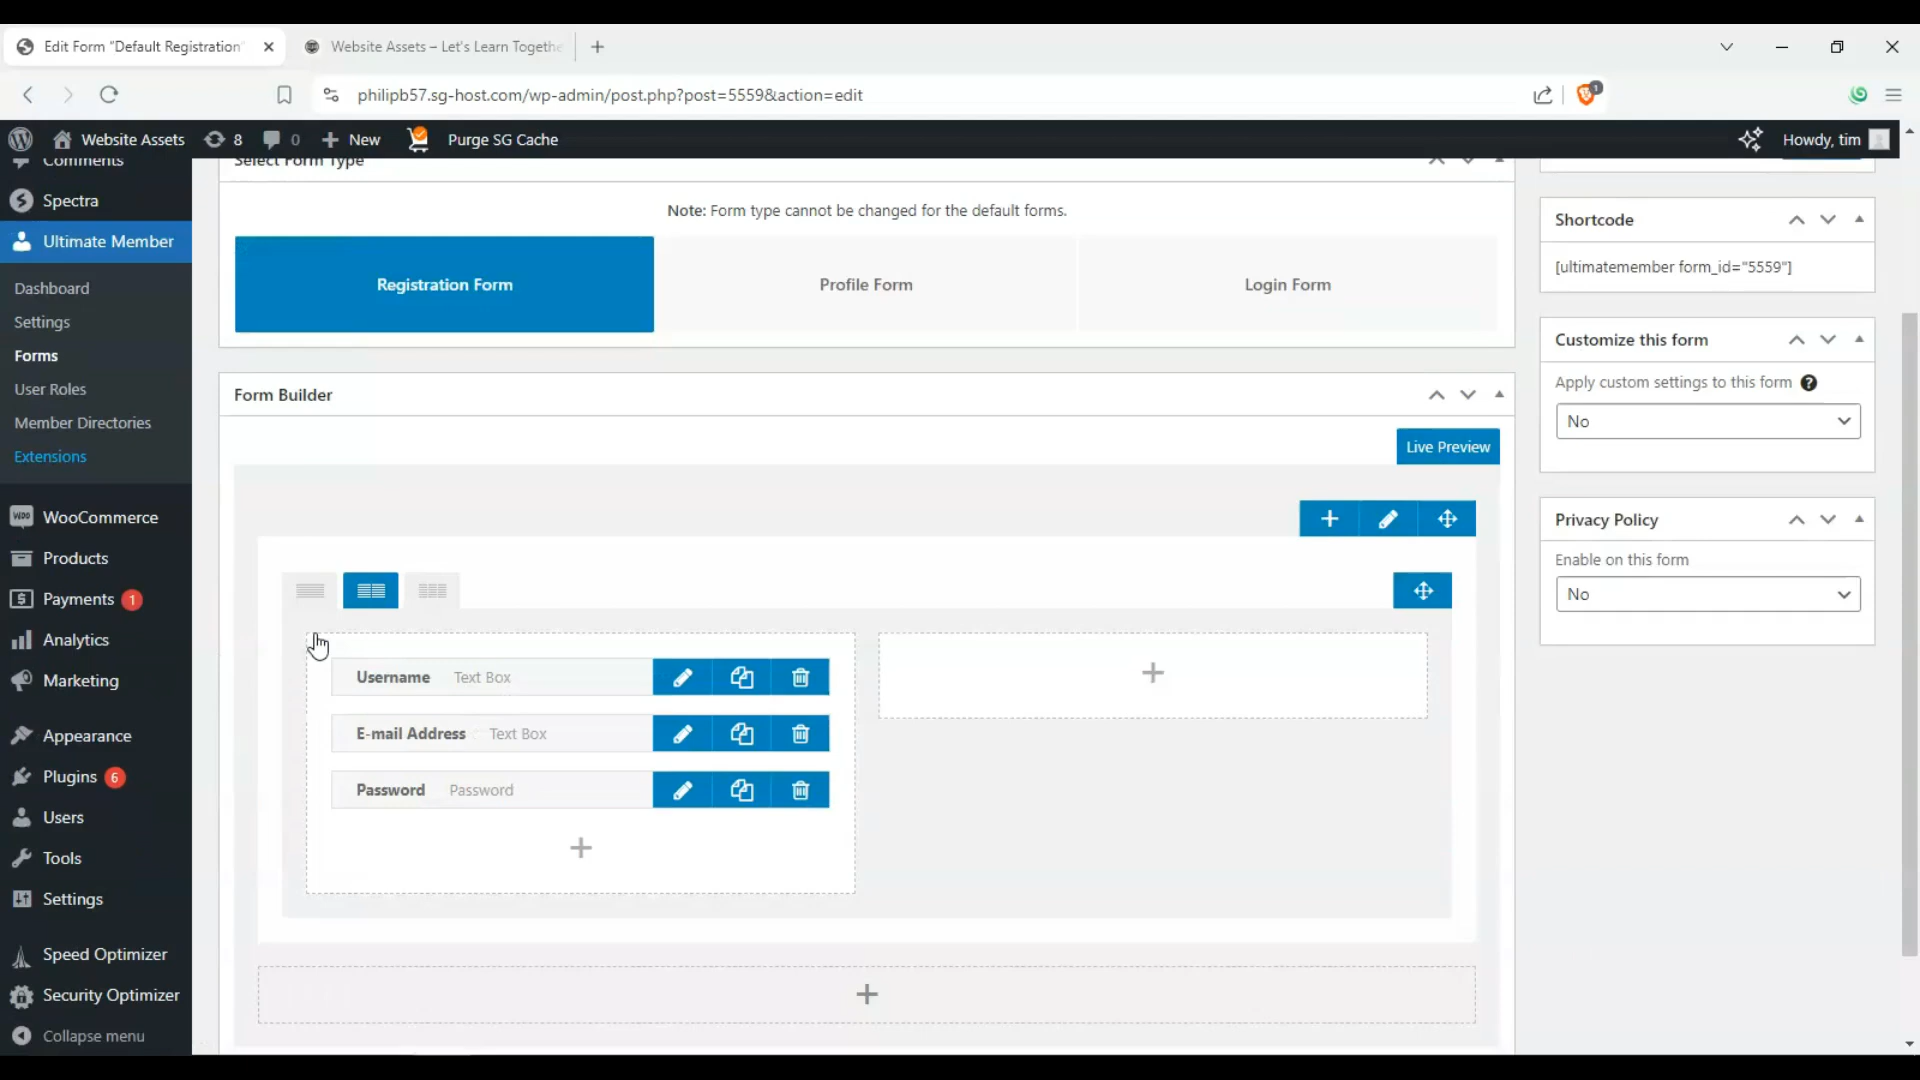 Edit Form "Default Registration"
Website Assets – Let's Learn Togethe
philipb57.sg-host.com/wp-admin/post.php?post=5559&action=edit
1
Website Assets
8
0
New
Purge SG Cache
Howdy, tim
Comments
Spectra
Ultimate Member
Dashboard
Settings
Forms
User Roles
Member Directories
Extensions
WooCommerce
Products
Payments 1
Analytics
Marketing
Appearance
Plugins 6
Users
Tools
Settings
Speed Optimizer
Security Optimizer
Collapse menu
Select Form Type
Note: Form type cannot be changed for the default forms.
Registration Form
Profile Form
Login Form
Form Builder
Live Preview
Username Text Box
E-mail Address Text Box
Password Password
Shortcode
[ultimatemember form_id="5559"]
Customize this form
Apply custom settings to this form ?
No
Privacy Policy
Enable on this form
No